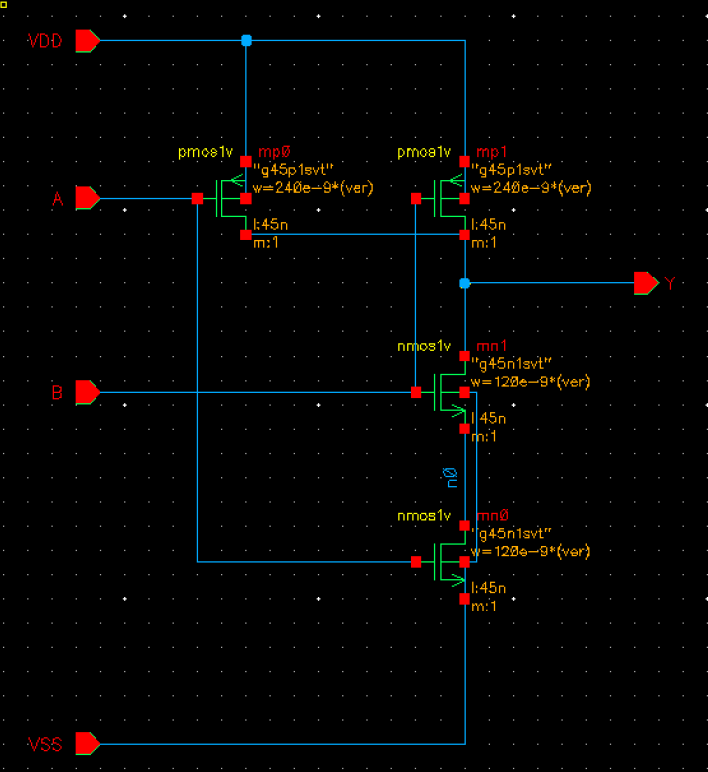 VDD
pmos1v mp0
"g45p1svt"
w=240e-9*(ver)
l:45n
m:1
pmos1v mp1
"g45p1svt"
w=240e-9*(ver)
l:45n
m:1
A
Y
nmos1v mn1
"g45n1svt"
w=120e-9*(ver)
l:45n
m:1
B
n0
nmos1v mn0
"g45n1svt"
w=120e-9*(ver)
l:45n
m:1
VSS